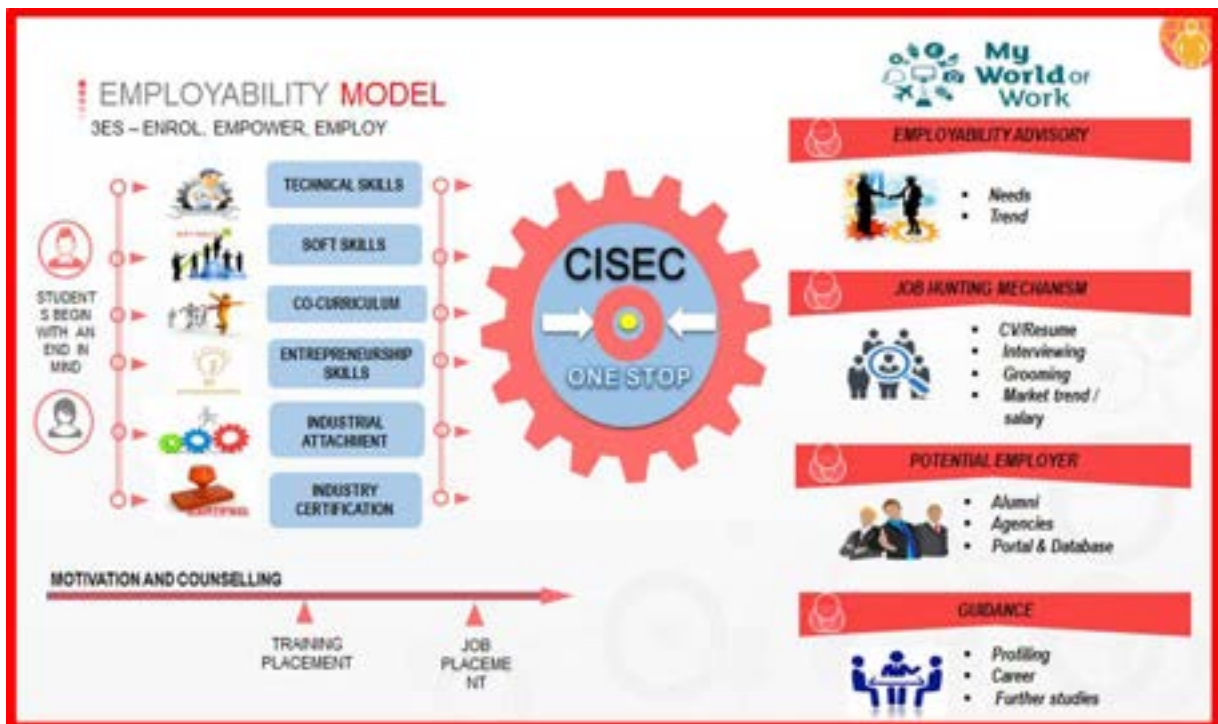 EMPLOYABILITY MODEL
3ES – ENROL, EMPOWER, EMPLOY
STUDENT
S BEGIN
WITH AN
END IN
MIND
TECHNICAL SKILLS
SOFT SKILLS
CO-CURRICULUM
ENTREPRENEURSHIP
SKILLS
INDUSTRIAL
ATTACHMENT
INDUSTRY
CERTIFICATION
CERTIFIED
CISEC
ONE STOP
MOTIVATION AND COUNSELLING
TRAINING
PLACEMENT
JOB
PLACEME
NT
My
World OF
Work
EMPLOYABILITY ADVISORY
• Needs
• Trend
JOB HUNTING MECHANISM
• CV/Resume
• Interviewing
• Grooming
• Market trend /
salary
POTENTIAL EMPLOYER
• Alumni
• Agencies
• Portal & Database
GUIDANCE
• Profiling
• Career
• Further studies